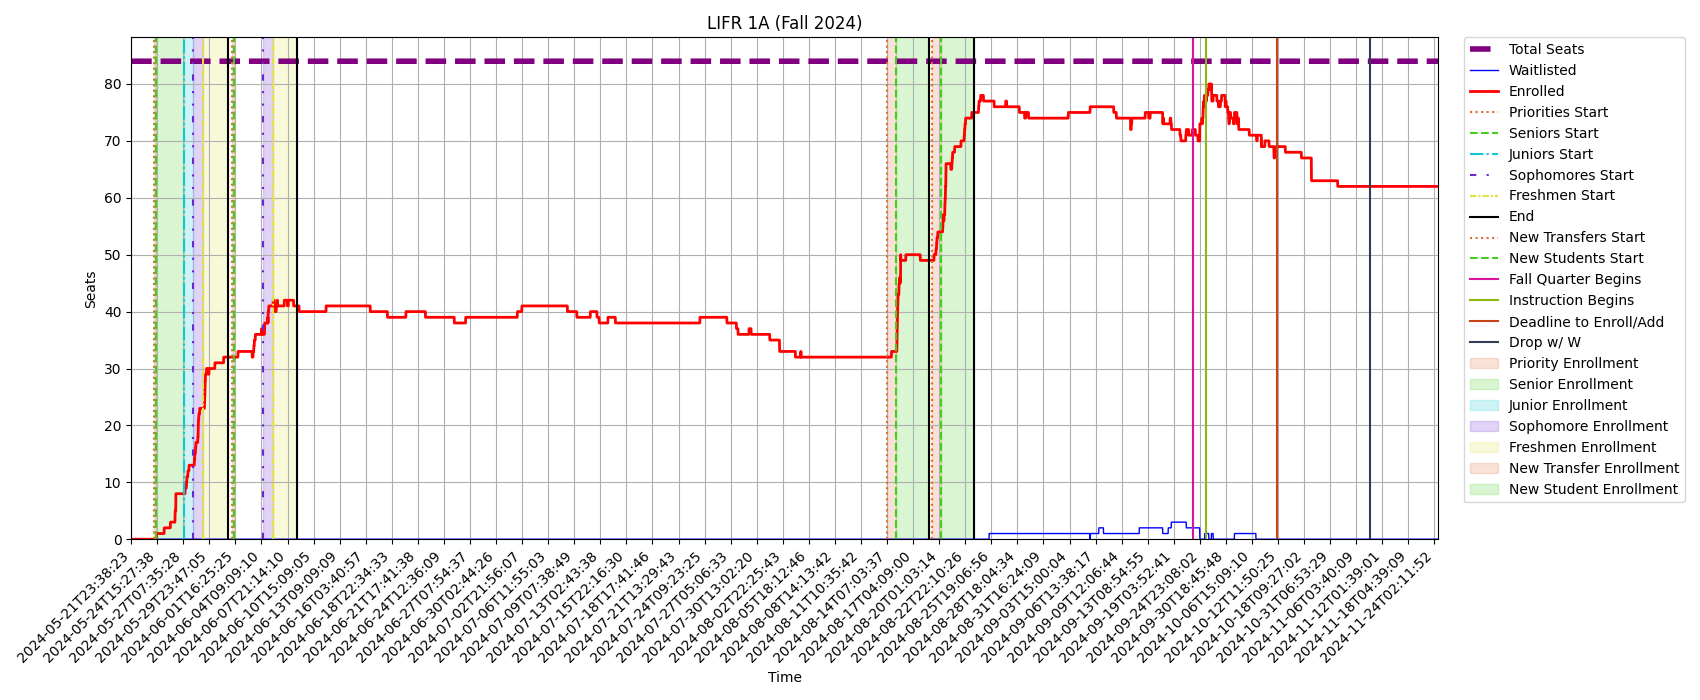 LIFR 1A (Fall 2024)
Seats
80
70
60
50
40
30
20
10
0
2024-05-21T23:38:23
2024-05-24T15:27:38
2024-05-27T07:35:28
2024-05-29T23:47:05
2024-06-01T16:25:25
2024-06-04T09:09:10
2024-06-07T21:14:10
2024-06-10T15:09:05
2024-06-13T09:09:09
2024-06-16T03:40:57
2024-06-18T22:34:33
2024-06-21T17:41:38
2024-06-24T12:36:09
2024-06-27T07:54:37
2024-06-30T02:44:26
2024-07-02T21:56:07
2024-07-06T11:55:03
2024-07-09T07:38:49
2024-07-13T02:43:38
2024-07-15T22:16:30
2024-07-18T17:41:46
2024-07-21T13:29:43
2024-07-24T09:23:25
2024-07-27T05:06:33
2024-07-30T13:02:20
2024-08-02T22:25:43
2024-08-05T18:12:46
2024-08-08T14:13:42
2024-08-11T10:35:42
2024-08-14T07:03:37
2024-08-17T04:09:00
2024-08-20T01:03:14
2024-08-22T22:10:26
2024-08-25T19:06:56
2024-08-28T18:04:34
2024-08-31T16:24:09
2024-09-03T15:00:04
2024-09-06T13:38:17
2024-09-09T12:06:44
2024-09-13T08:54:55
2024-09-19T03:52:41
2024-09-24T23:08:02
2024-09-30T18:45:48
2024-10-06T15:09:10
2024-10-12T11:50:25
2024-10-18T09:27:02
2024-10-31T06:53:29
2024-11-06T03:40:09
2024-11-12T01:39:01
2024-11-18T04:39:09
2024-11-24T02:11:52
Time
Total Seats
Waitlisted
Enrolled
Priorities Start
Seniors Start
Juniors Start
Sophomores Start
Freshmen Start
End
New Transfers Start
New Students Start
Fall Quarter Begins
Instruction Begins
Deadline to Enroll/Add
Drop w/ W
Priority Enrollment
Senior Enrollment
Junior Enrollment
Sophomore Enrollment
Freshmen Enrollment
New Transfer Enrollment
New Student Enrollment